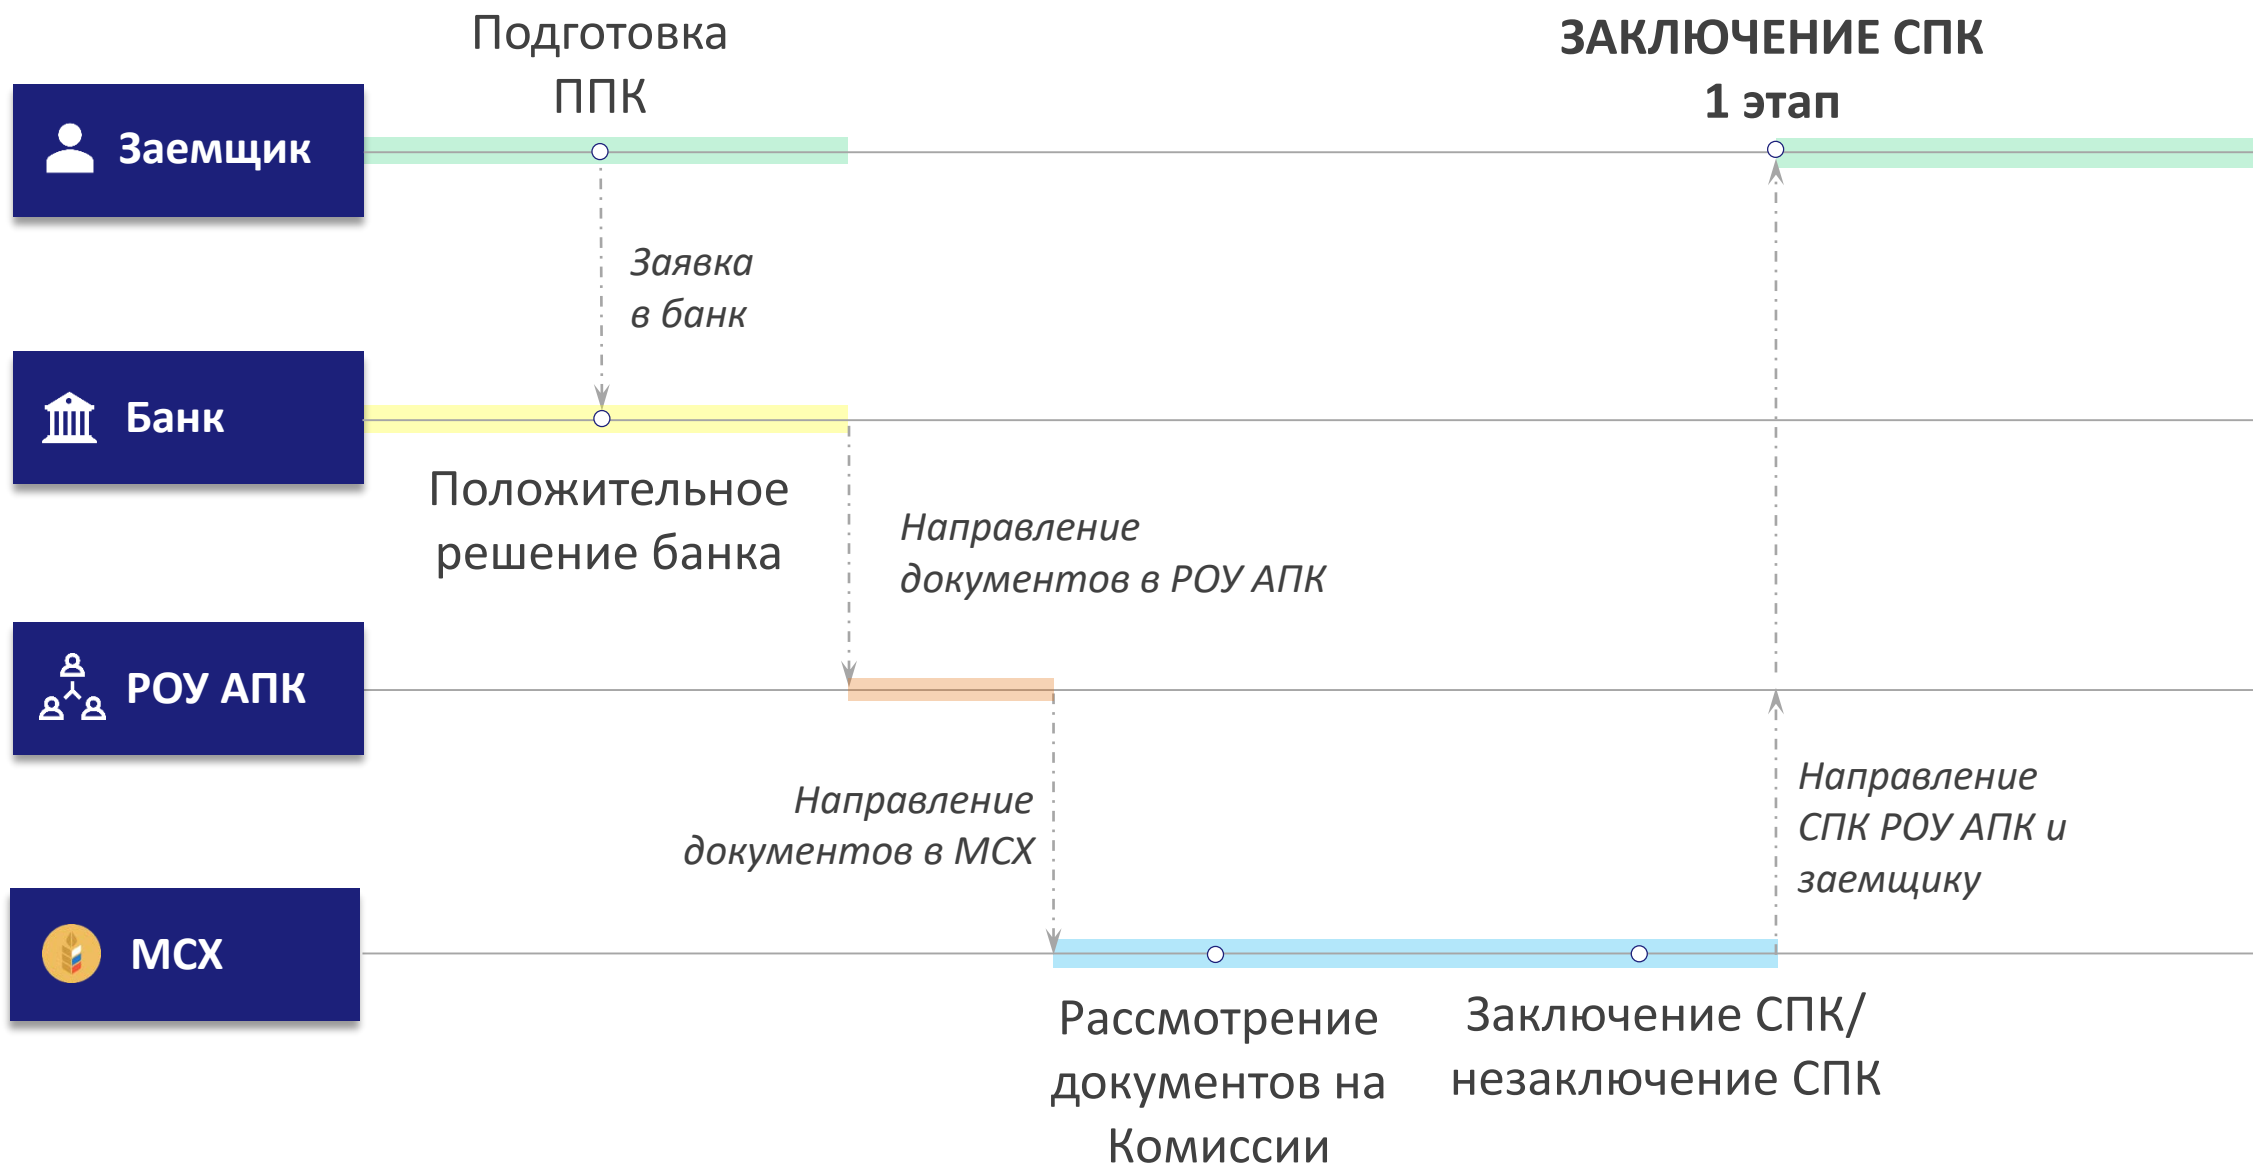 Подготовка
ППК
ЗАКЛЮЧЕНИЕ СПК
1 этап
Заемщик
Заявка
в банк
Банк
Положительное
решение банка
Направление
документов в РОУ АПК
РОУ АПК
Направление
документов в МСХ
Направление
СПК РОУ АПК и
заемщику
МСХ
Рассмотрение
документов на
Комиссии
Заключение СПК/
незаключение СПК